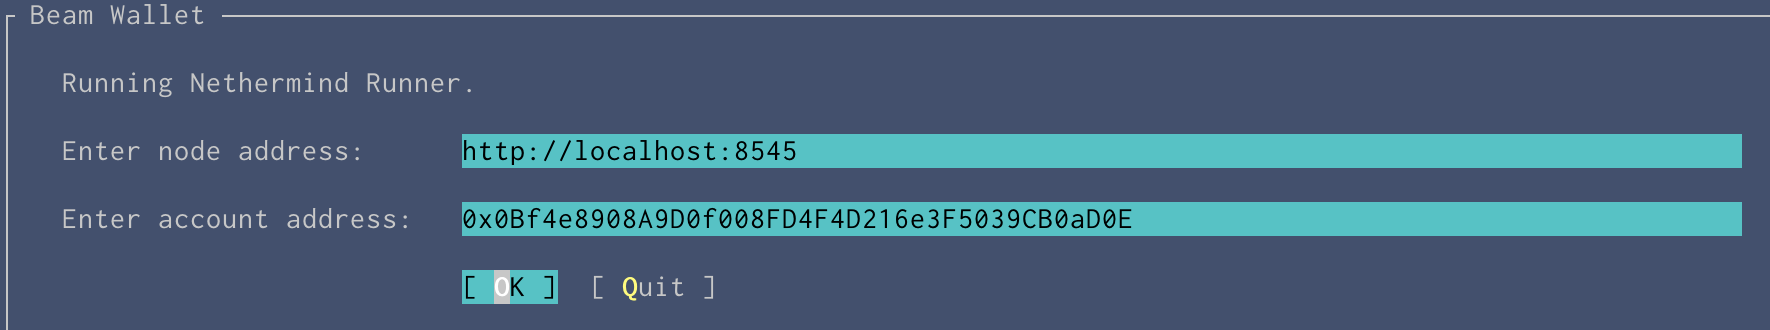 Beam Wallet
Running Nethermind Runner.
Enter node address: http://localhost:8545
Enter account address: 0x0Bf4e8908A9D0f008FD4F4D216e3F5039CB0aD0E
[ OK ] [ Quit ]